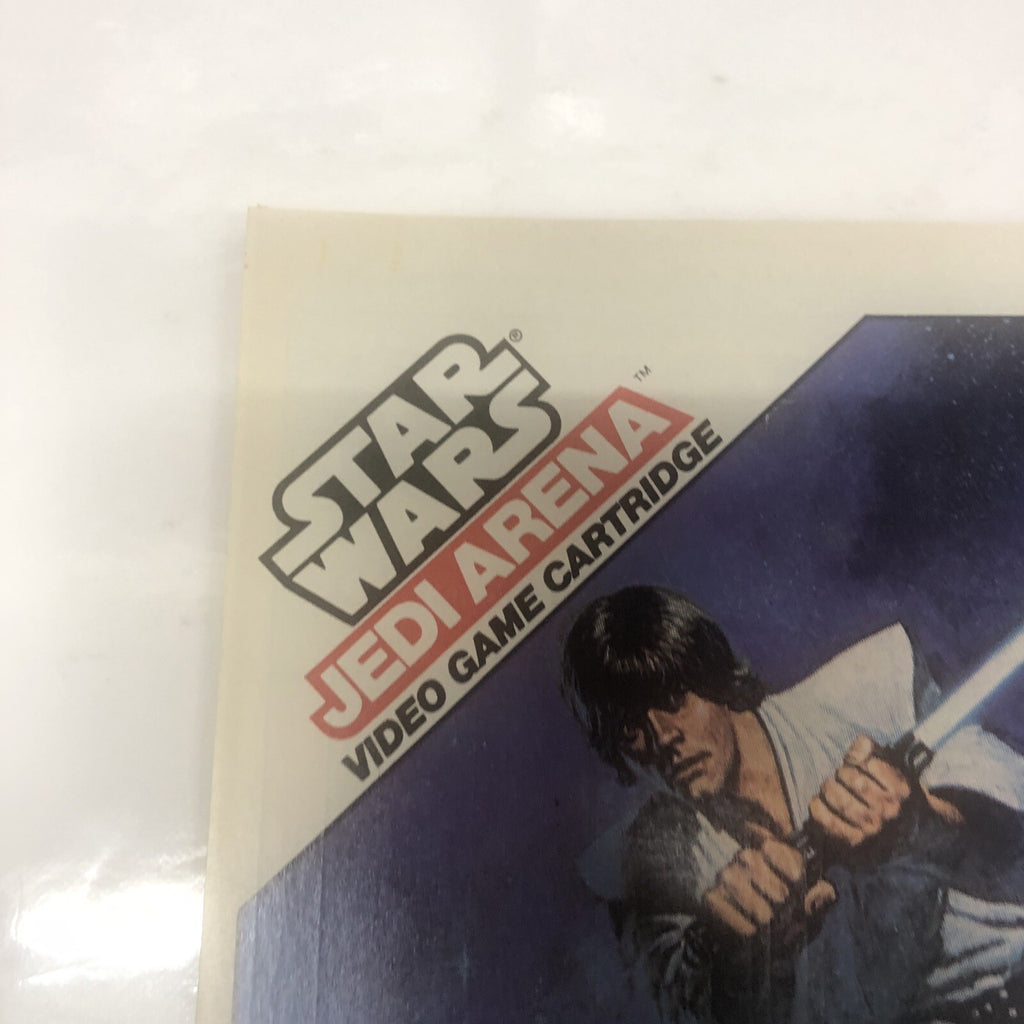 STAR®
WARS
JEDI ARENA™
VIDEO GAME CARTRIDGE